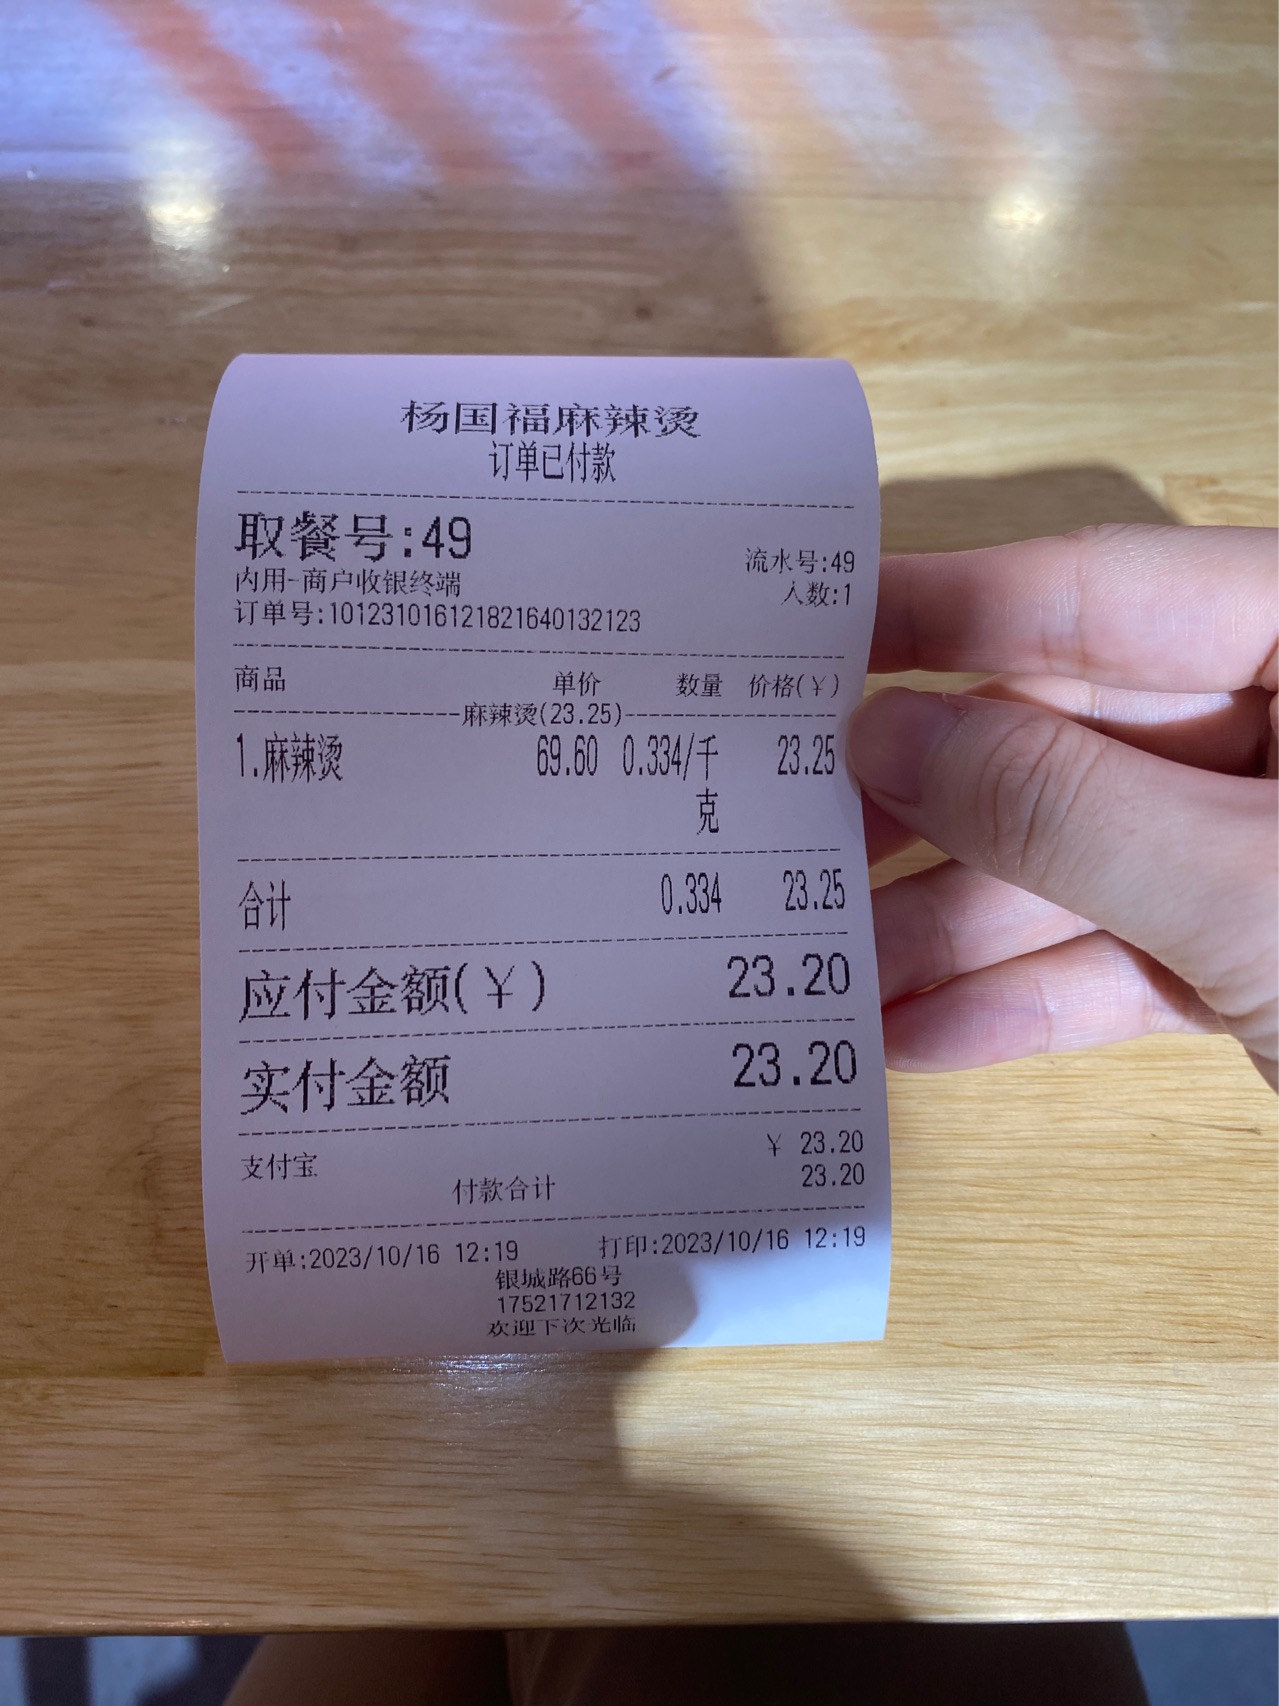 杨国福麻辣烫
订单已付款
取餐号:49
流水号:49
内用-商户收银终端
人数:1
订单号:101231016121821640132123
商品 单价 数量 价格(¥)
麻辣烫(23.25)
1.麻辣烫 69.60 0.334/千克 23.25
合计 0.334 23.25
应付金额(¥) 23.20
实付金额 23.20
支付宝 ¥ 23.20
付款合计 23.20
开单:2023/10/16 12:19 打印:2023/10/16 12:19
银城路66号
17521712132
欢迎下次光临